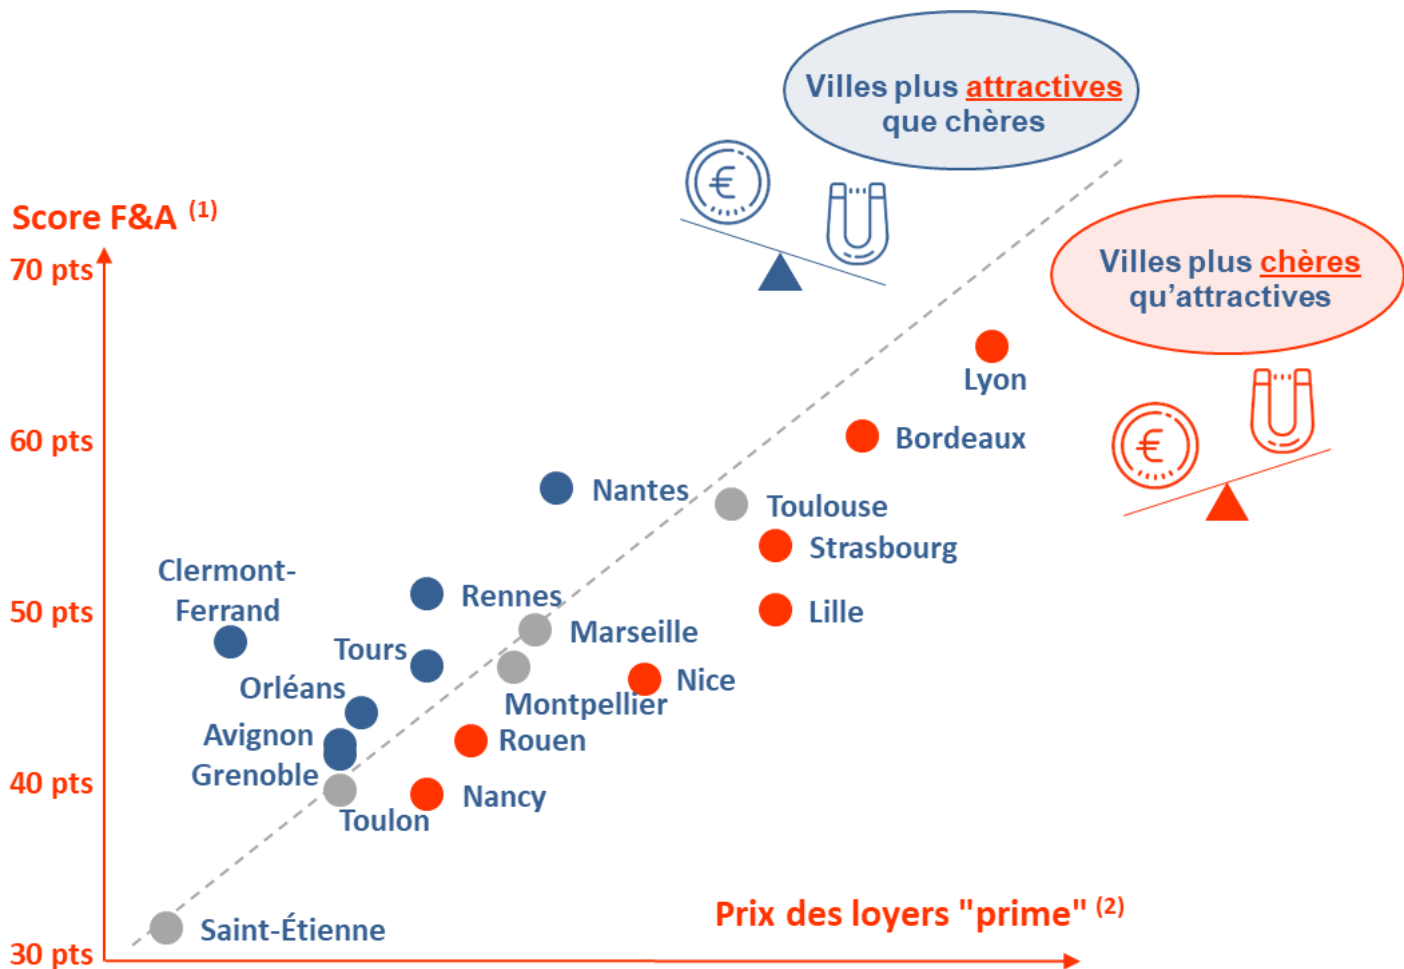 Villes plus attractives
que chères
Score F&A (1)
70 pts
Villes plus chères
qu'attractives
Lyon
60 pts
Bordeaux
Nantes
Toulouse
Strasbourg
Clermont-
Ferrand
50 pts
Rennes
Lille
Marseille
Tours
Nice
Orléans
Montpellier
Avignon
Rouen
Grenoble
40 pts
Nancy
Toulon
Prix des loyers "prime" (2)
Saint-Étienne
30 pts
€
€